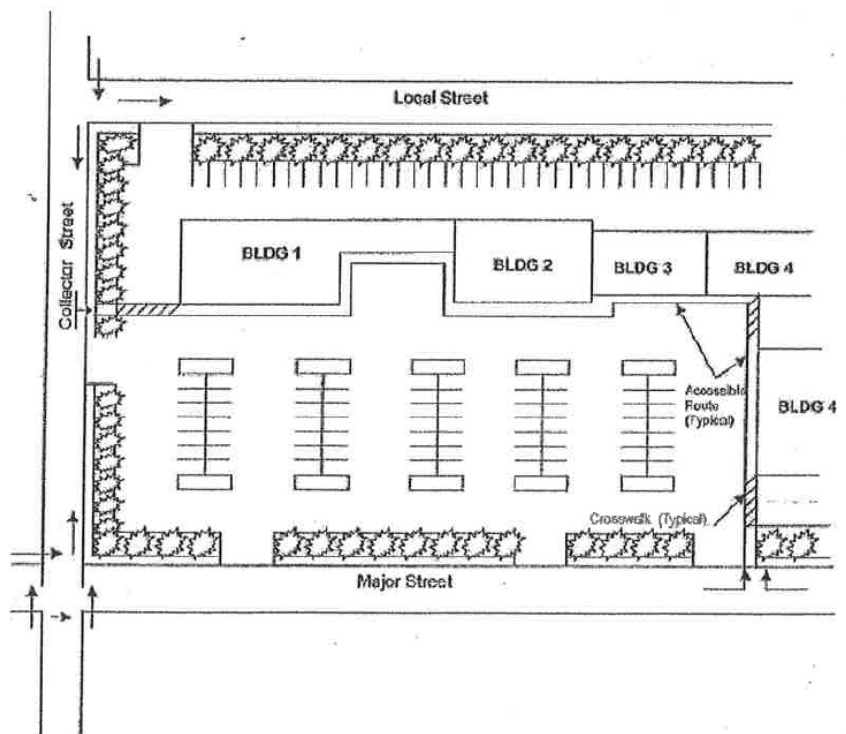 Local Street
Collector Street
BLDG 1
BLDG 2
BLDG 3
BLDG 4
Accessible
Route
(Typical)
BLDG 4
Crosswalk (Typical)
Major Street